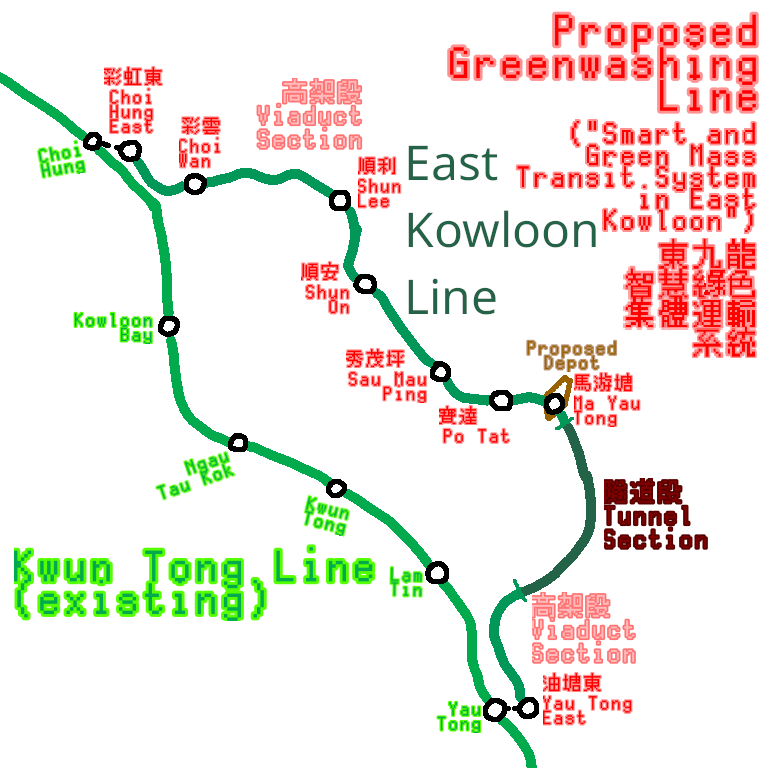 Proposed
Greenwashing
Line
("Smart and
Green Mass
Transit System
in East
Kowloon")
東九龍
智慧綠色
集體運輸
系統
彩虹東
Choi
Hung
East
Choi
Hung
彩雲
Choi
Wan
高架段
Viaduct
Section
順利
Shun
Lee
East
Kowloon
Line
順安
Shun
On
Kowloon
Bay
秀茂坪
Sau Mau
Ping
Proposed
Depot
馬游塘
Ma Yau
Tong
寶達
Po Tat
Ngau
Tau Kok
Kwun
Tong
隧道段
Tunnel
Section
Kwun Tong Line
(existing)
Lam
Tin
高架段
Viaduct
Section
油塘東
Yau Tong
East
Yau
Tong